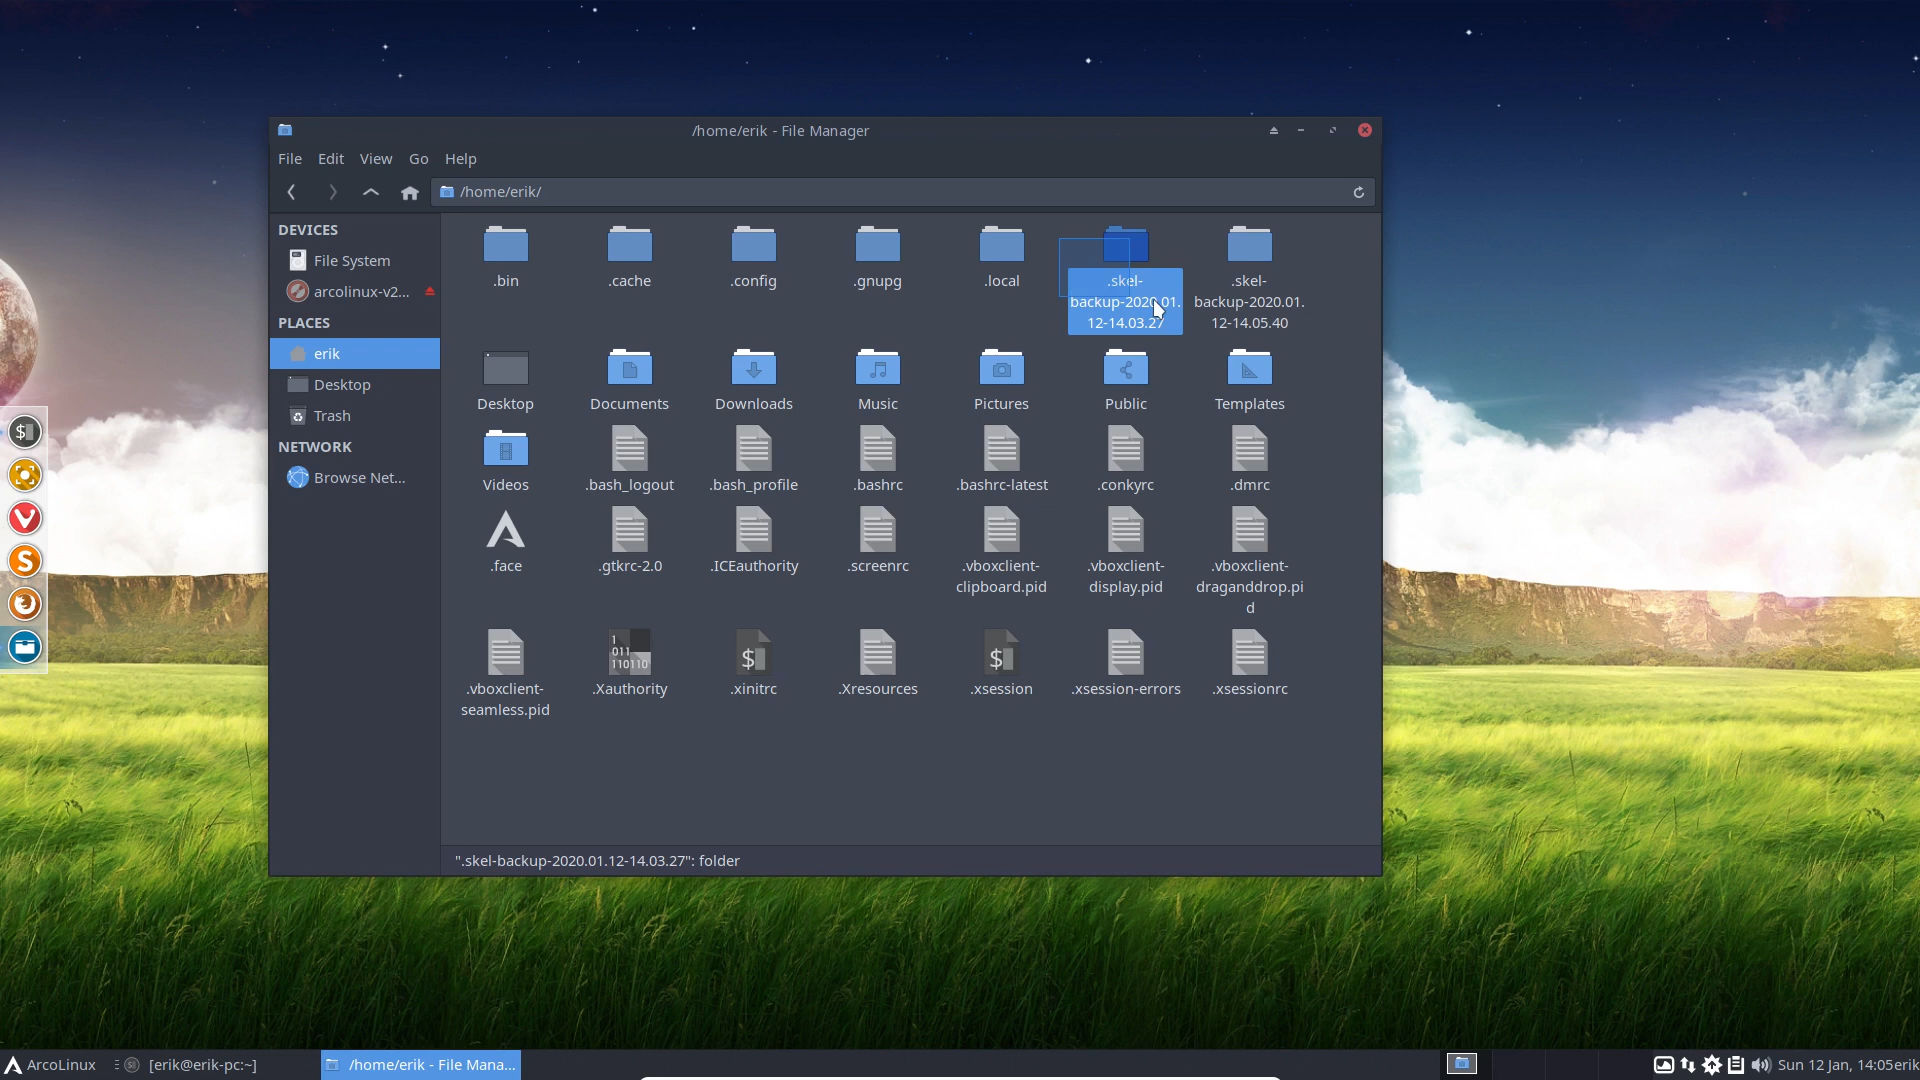 /home/erik - File Manager
File Edit View Go Help
/home/erik/
DEVICES
File System
arcolinux-v2...
PLACES
erik
Desktop
Trash
NETWORK
Browse Net...
.bin .cache .config .gnupg .local .skel-backup-2020.01.12-14.03.27 .skel-backup-2020.01.12-14.05.40
Desktop Documents Downloads Music Pictures Public Templates
Videos .bash_logout .bash_profile .bashrc .bashrc-latest .conkyrc .dmrc
.face .gtkrc-2.0 .ICEauthority .screenrc .vboxclient-clipboard.pid .vboxclient-display.pid .vboxclient-draganddrop.pid
1
011
110110
$
$
.vboxclient-seamless.pid .Xauthority .xinitrc .Xresources .xsession .xsession-errors .xsessionrc
".skel-backup-2020.01.12-14.03.27": folder
$
S
ArcoLinux [erik@erik-pc:~] /home/erik - File Mana... Sun 12 Jan, 14:05 erik